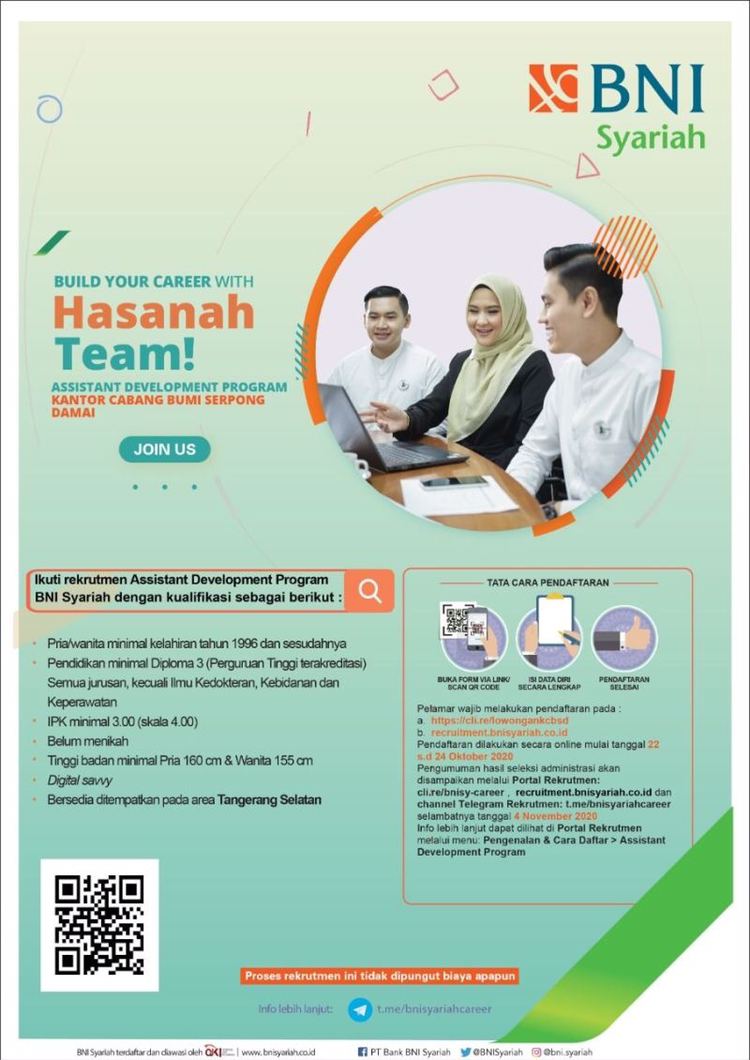 BNI
Syariah
BUILD YOUR CAREER WITH
Hasanah
Team!
ASSISTANT DEVELOPMENT PROGRAM
KANTOR CABANG BUMI SERPONG
DAMAI
JOIN US
Ikuti rekrutmen Assistant Development Program
BNI Syariah dengan kualifikasi sebagai berikut :
• Pria/wanita minimal kelahiran tahun 1996 dan sesudahnya
• Pendidikan minimal Diploma 3 (Perguruan Tinggi terakreditasi)
Semua jurusan, kecuali Ilmu Kedokteran, Kebidanan dan
Keperawatan
• IPK minimal 3.00 (skala 4.00)
• Belum menikah
• Tinggi badan minimal Pria 160 cm & Wanita 155 cm
• Digital savvy
• Bersedia ditempatkan pada area Tangerang Selatan
TATA CARA PENDAFTARAN
BUKA FORM VIA LINK/
SCAN QR CODE
ISI DATA DIRI
SECARA LENGKAP
PENDAFTARAN
SELESAI
Pelamar wajib melakukan pendaftaran pada :
a. https://cli.re/lowongankcbsd
b. recruitment.bnisyariah.co.id
Pendaftaran dilakukan secara online mulai tanggal 22
s.d 24 Oktober 2020
Pengumuman hasil seleksi administrasi akan
disampaikan melalui Portal Rekrutmen:
cli.re/bnisy-career , recruitment.bnisyariah.co.id dan
channel Telegram Rekrutmen: t.me/bnisyariahcareer
selambatnya tanggal 4 November 2020
Info lebih lanjut dapat dilihat di Portal Rekrutmen
melalui menu: Pengenalan & Cara Daftar > Assistant
Development Program
Proses rekrutmen ini tidak dipungut biaya apapun
Info lebih lanjut: t.me/bnisyariahcareer
BNI Syariah terdaftar dan diawasi oleh OJK | www.bnisyariah.co.id PT Bank BNI Syariah @BNISyariah @bni.syariah